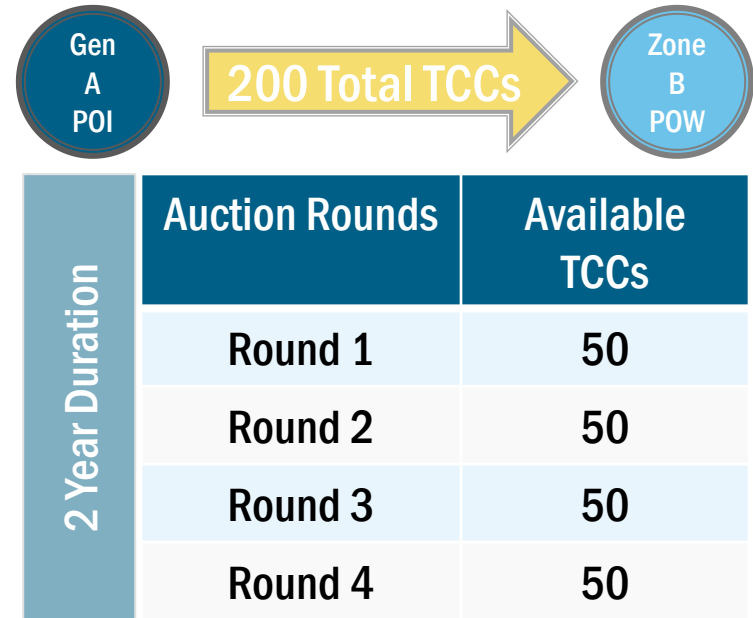 Gen
A
POI
200 Total TCCs
Zone
B
POW
2 Year Duration
Auction Rounds
Available
TCCs
Round 1
50
Round 2
50
Round 3
50
Round 4
50